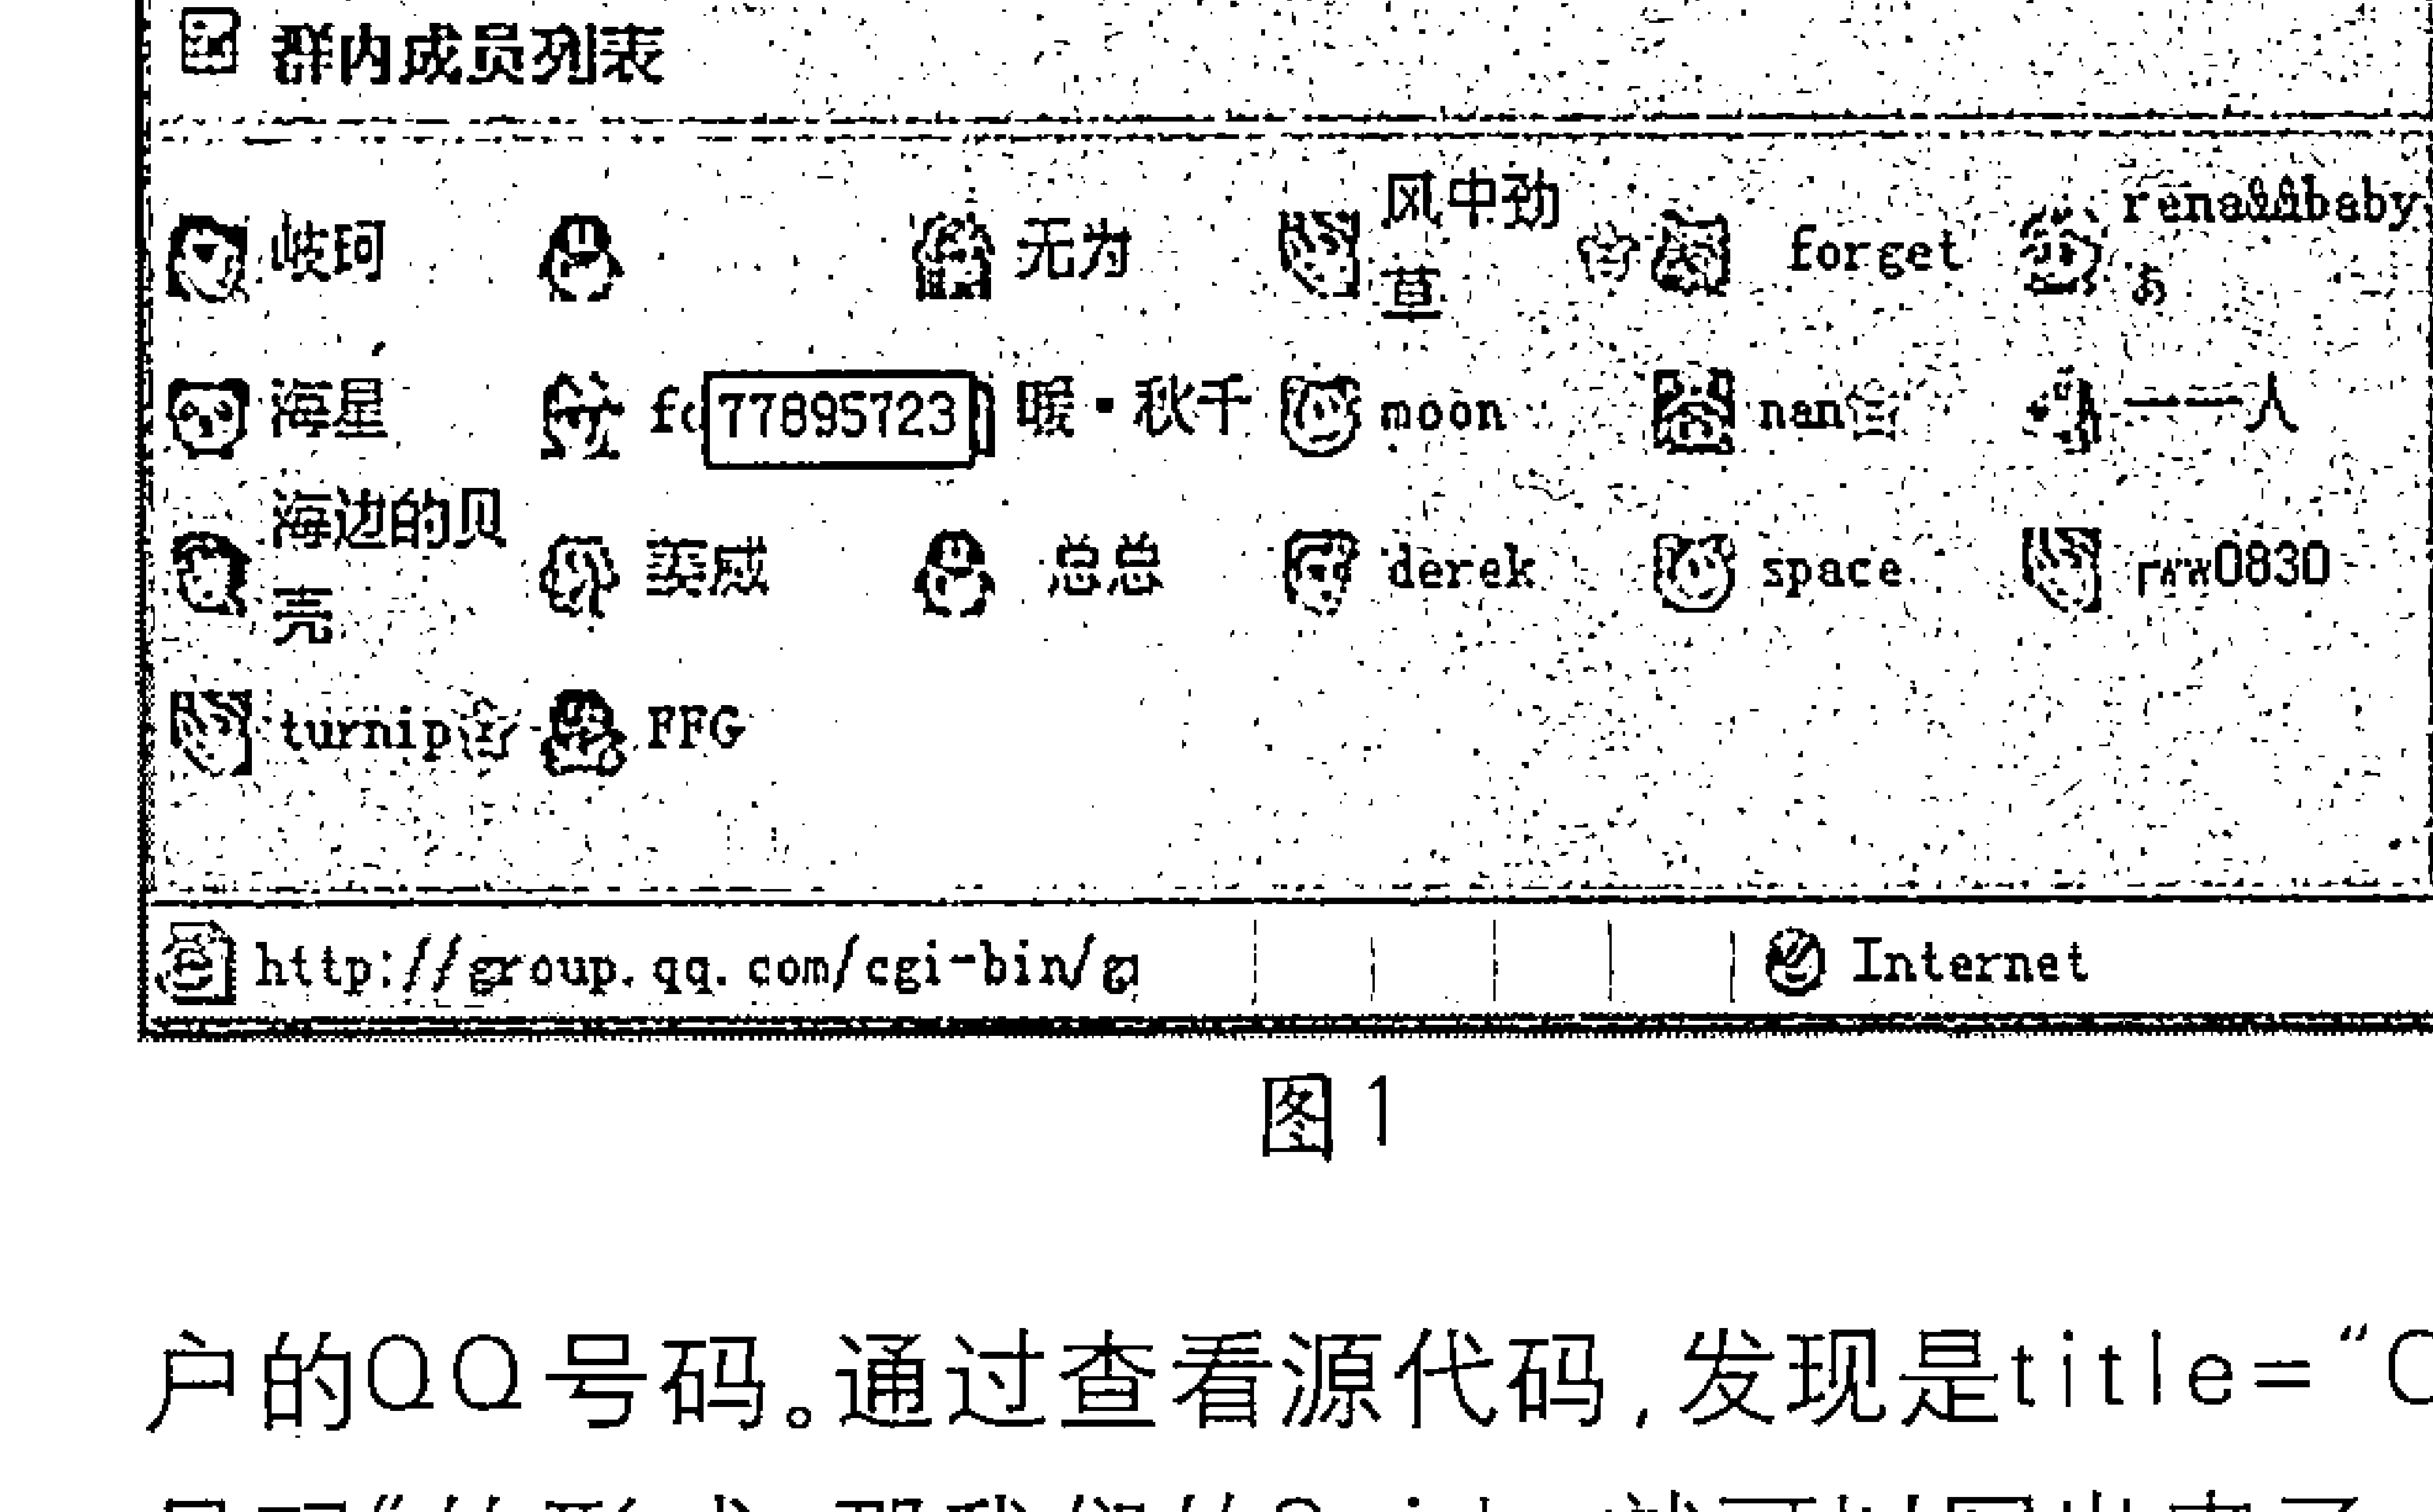 群内成员列表
岐珂 无为 风中劲草 forget rena&&baby
あ
海星 77895723 暖·秋千 moon nan 一一人
海边的贝壳 奕威 总总 derek space 0830
turnip FFG
http://group.qq.com/cgi-bin/g Internet
图1
户的QQ号码。通过查看源代码,发现是title="